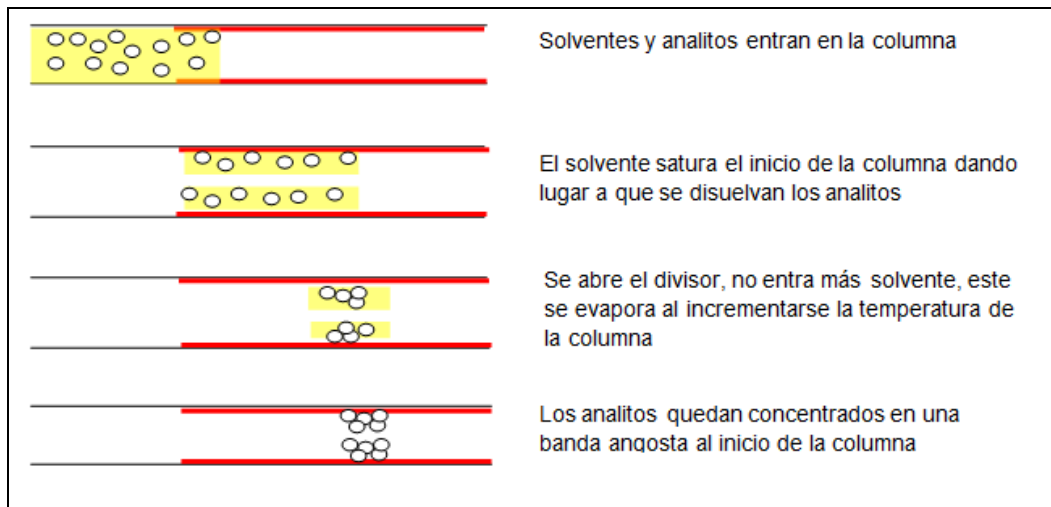 Solventes y analitos entran en la columna
El solvente satura el inicio de la columna dando
lugar a que se disuelvan los analitos
Se abre el divisor, no entra más solvente, este
se evapora al incrementarse la temperatura de
la columna
Los analitos quedan concentrados en una
banda angosta al inicio de la columna